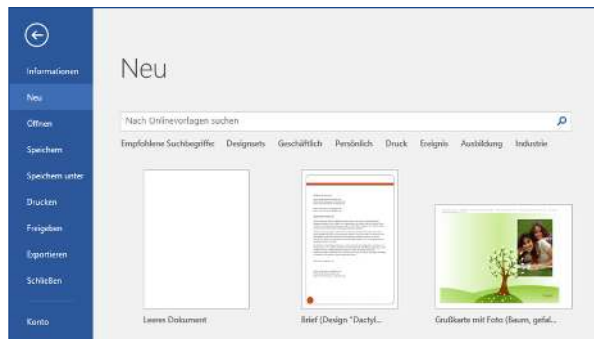 Informationen
Neu
Öffnen
Speichern
Speichern unter
Drucken
Freigeben
Exportieren
Schließen
Konto
Neu
Nach Onlinevorlagen suchen
Empfohlene Suchbegriffe: Designsets Geschäftlich Persönlich Druck Ereignis Ausbildung Industrie
Leeres Dokument
Brief (Design "Dactyl...
Grußkarte mit Foto (Baum, gefal...